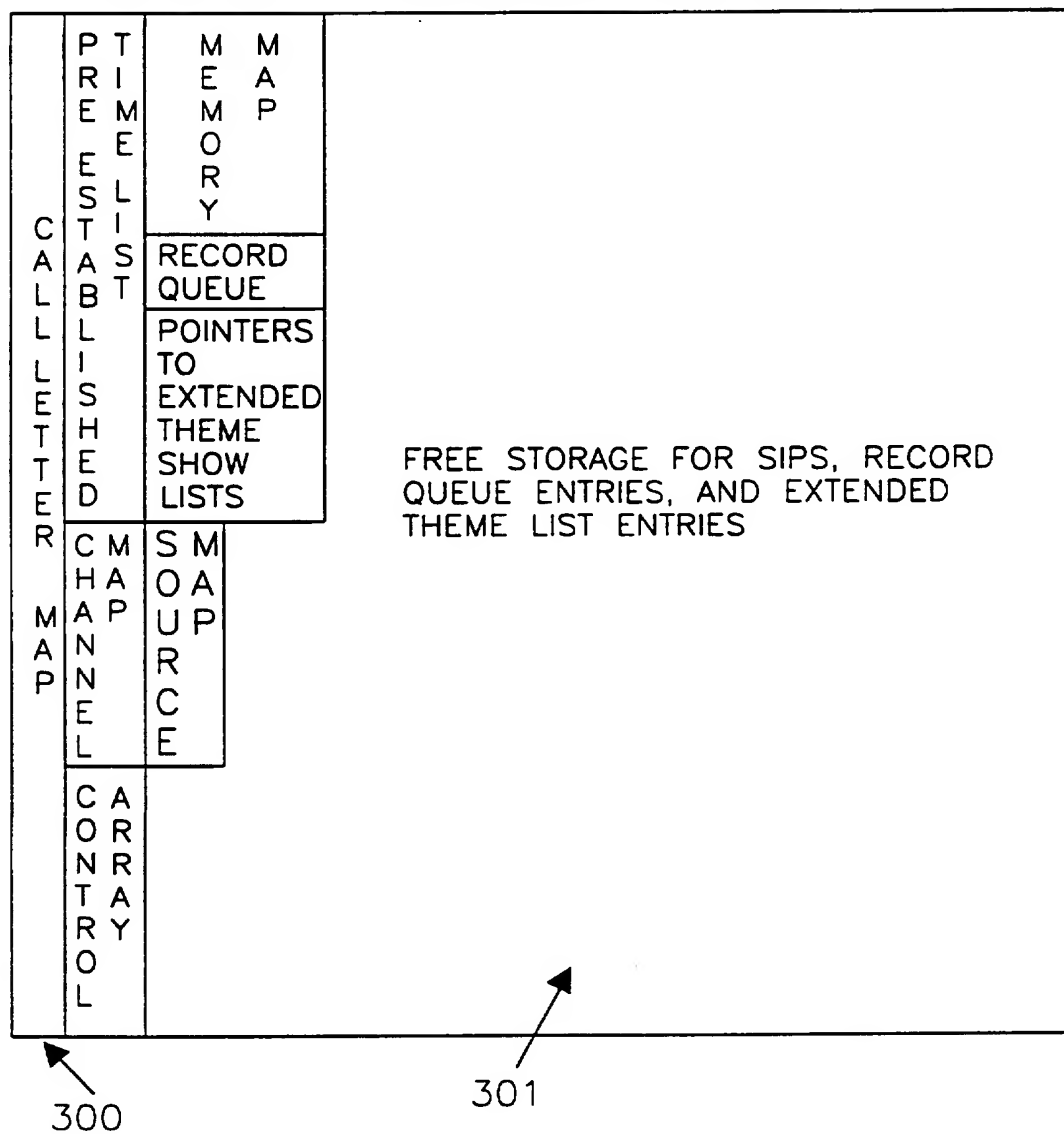 CALL LETTER MAP
PRE ESTABLISHED
TIME LIST
MEMORY
MAP
RECORD
QUEUE
POINTERS
TO
EXTENDED
THEME
SHOW
LISTS
CHANNEL
MAP
SOURCE
MAP
CONTROL
ARRAY
FREE STORAGE FOR SIPS, RECORD
QUEUE ENTRIES, AND EXTENDED
THEME LIST ENTRIES
300
301